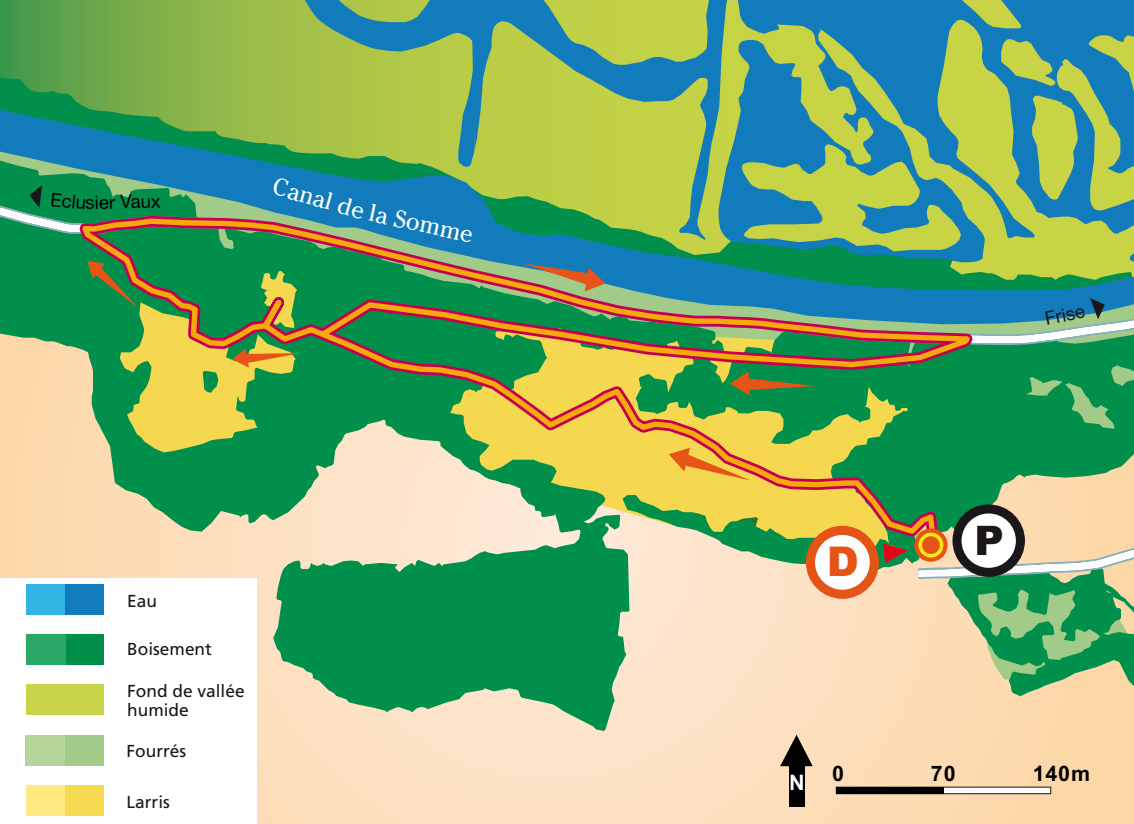 Eclusier Vaux
Canal de la Somme
Frise
D
P
Eau
Boisement
Fond de vallée
humide
Fourrés
Larris
N
0 70 140m